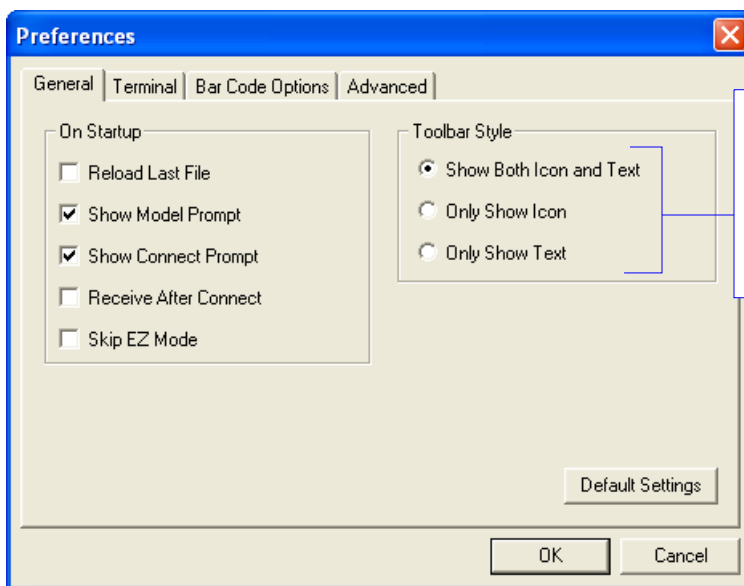 Preferences
General Terminal Bar Code Options Advanced
On Startup
Reload Last File
Show Model Prompt
Show Connect Prompt
Receive After Connect
Skip EZ Mode
Toolbar Style
Show Both Icon and Text
Only Show Icon
Only Show Text
Default Settings
OK Cancel